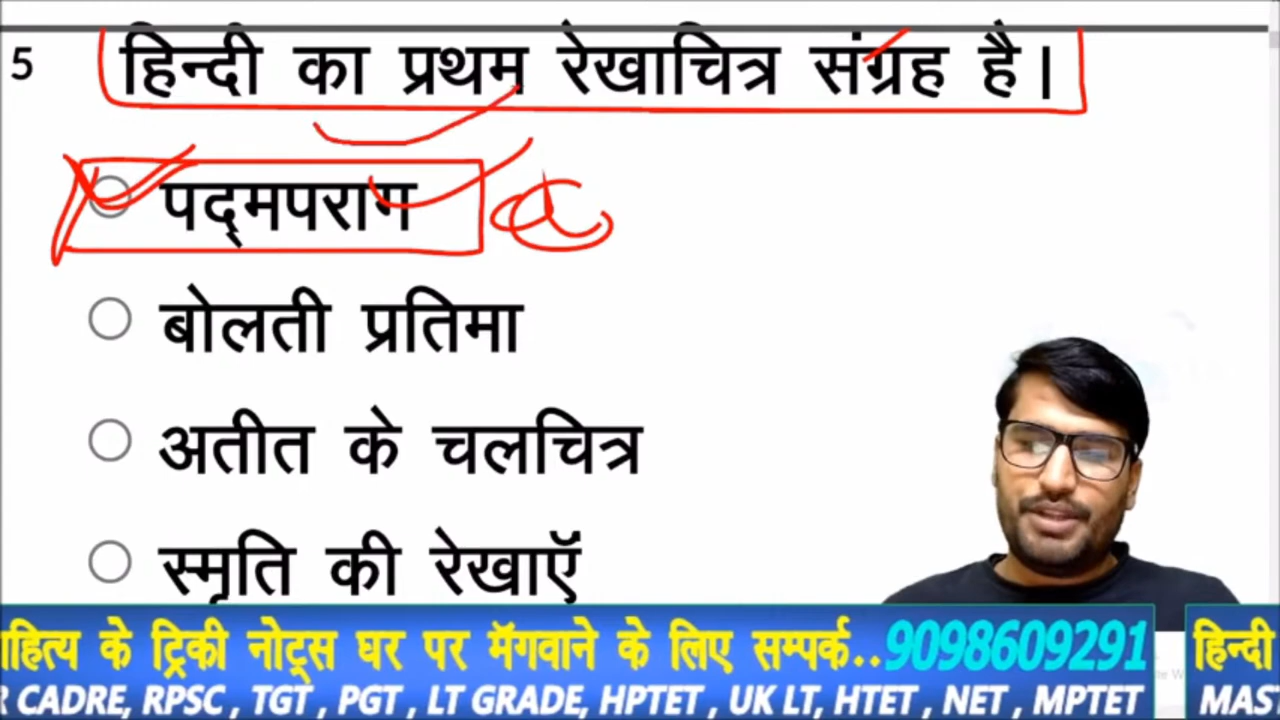 5 हिन्दी का प्रथम रेखाचित्र संग्रह है।
पद्मपराग
a
बोलती प्रतिमा
अतीत के चलचित्र
स्मृति की रेखाऍ
ाहित्य के ट्रिकी नोट्स घर पर मॅगवाने के लिए सम्पर्क..9098609291 हिन्दी
R CADRE, RPSC , TGT , PGT , LT GRADE, HPTET , UK LT, HTET , NET , MPTET MAST